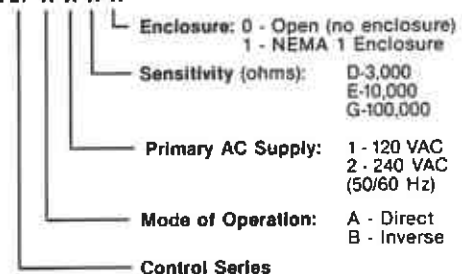 Enclosure: 0 - Open (no enclosure)
1 - NEMA 1 Enclosure
Sensitivity (ohms): D-3,000
E-10,000
G-100,000
Primary AC Supply: 1 - 120 VAC
2 - 240 VAC
(50/60 Hz)
Mode of Operation: A - Direct
B - Inverse
Control Series